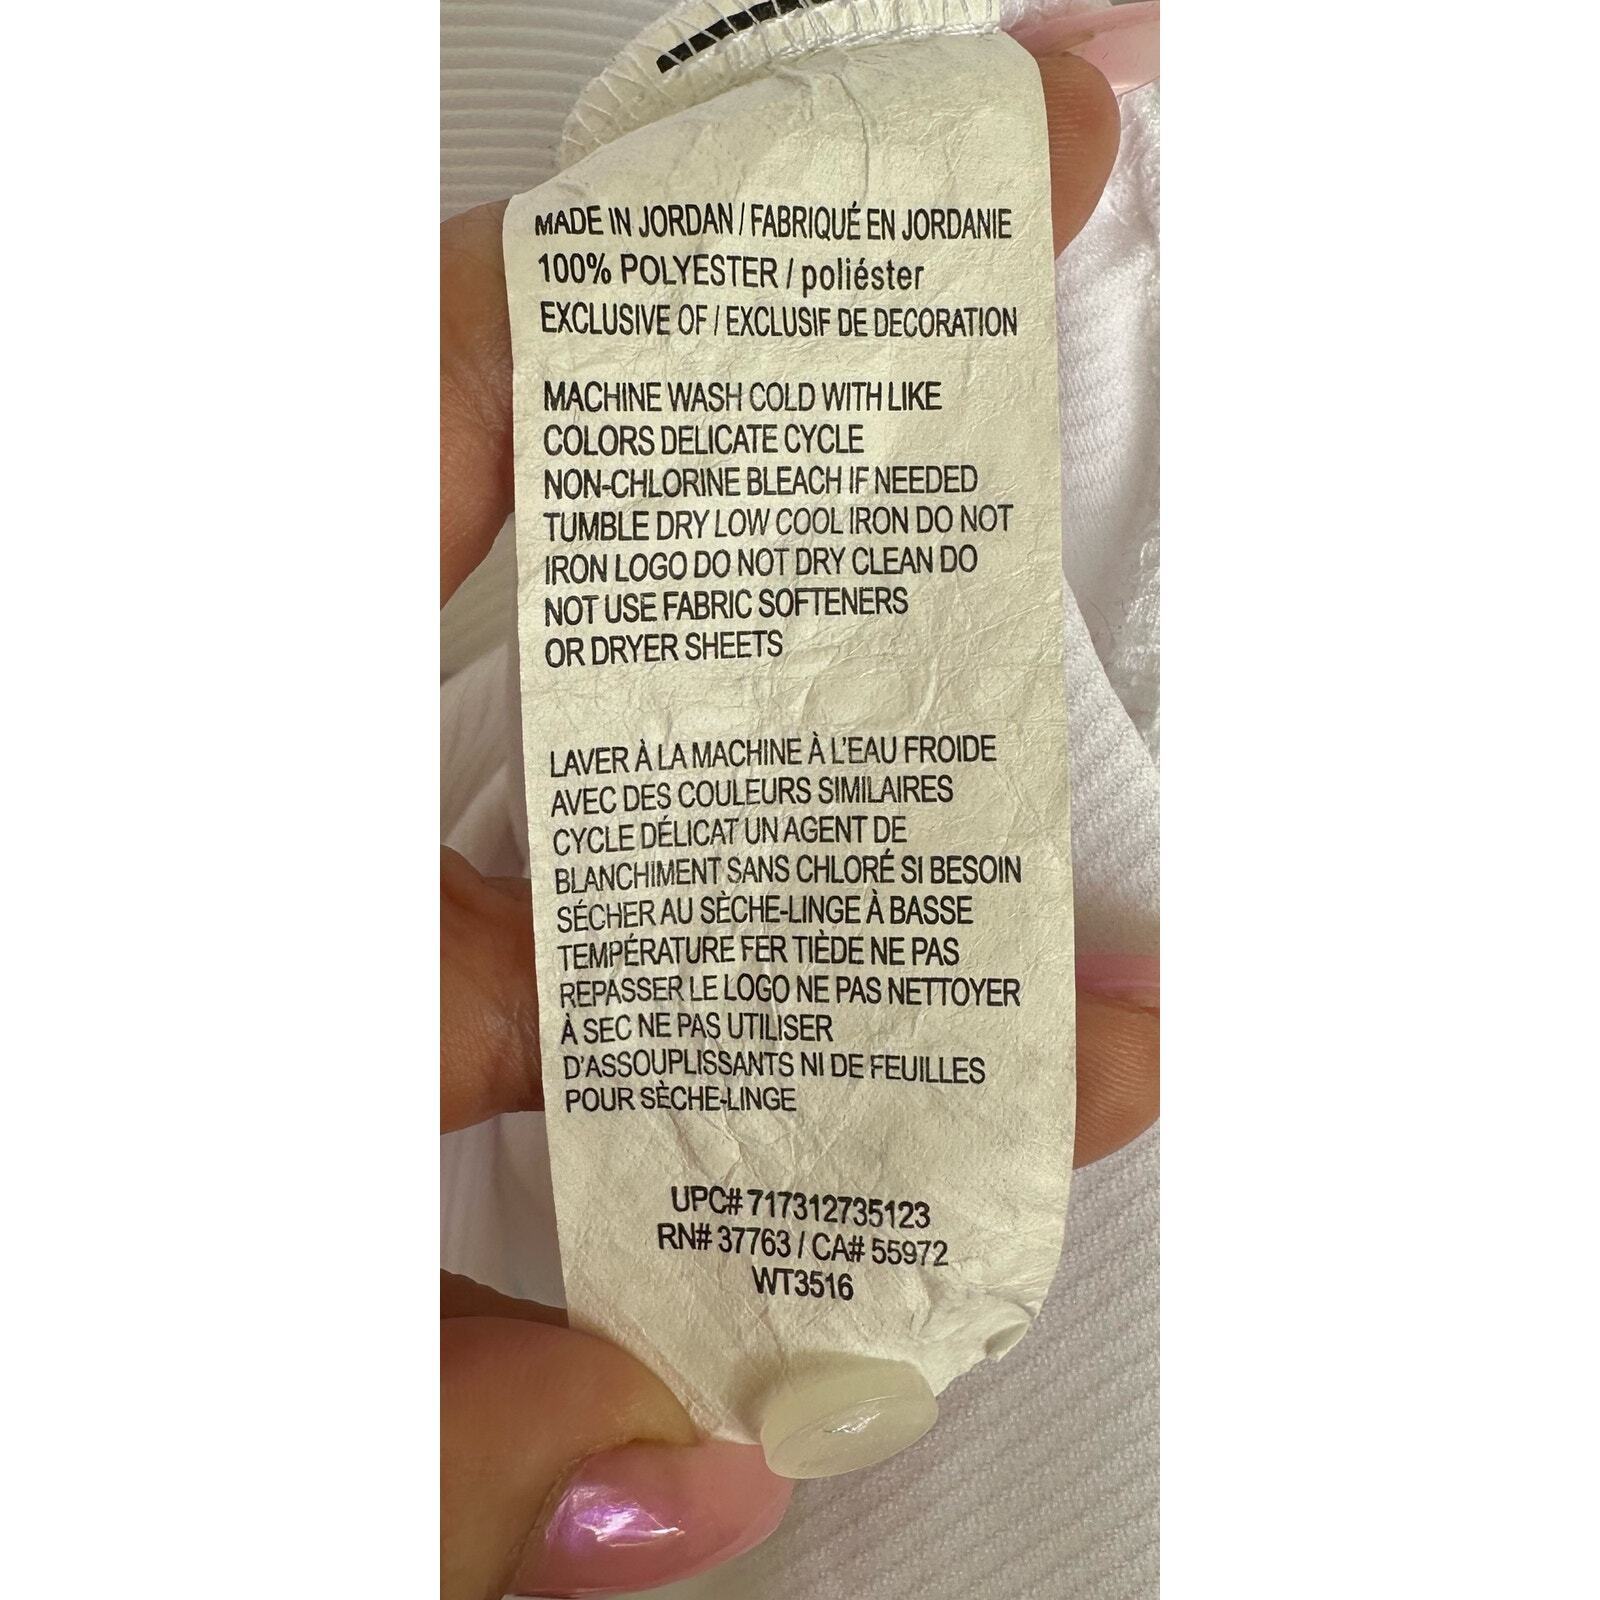 MADE IN JORDAN / FABRIQUÉ EN JORDANIE
100% POLYESTER / poliéster
EXCLUSIVE OF / EXCLUSIF DE DECORATION
MACHINE WASH COLD WITH LIKE
COLORS DELICATE CYCLE
NON-CHLORINE BLEACH IF NEEDED
TUMBLE DRY LOW COOL IRON DO NOT
IRON LOGO DO NOT DRY CLEAN DO
NOT USE FABRIC SOFTENERS
OR DRYER SHEETS
LAVER À LA MACHINE À L'EAU FROIDE
AVEC DES COULEURS SIMILAIRES
CYCLE DÉLICAT UN AGENT DE
BLANCHIMENT SANS CHLORÉ SI BESOIN
SÉCHER AU SÈCHE-LINGE À BASSE
TEMPÉRATURE FER TIÈDE NE PAS
REPASSER LE LOGO NE PAS NETTOYER
À SEC NE PAS UTILISER
D'ASSOUPLISSANTS NI DE FEUILLES
POUR SÈCHE-LINGE
UPC# 717312735123
RN# 37763 / CA# 55972
WT3516